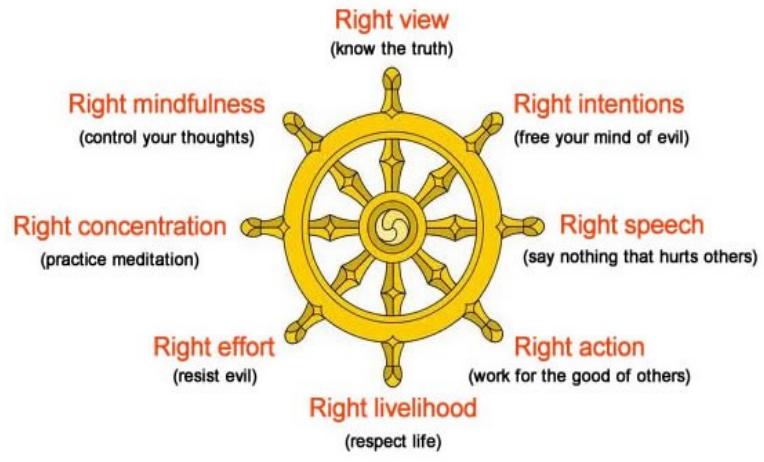 Right view
(know the truth)
Right mindfulness
(control your thoughts)
Right intentions
(free your mind of evil)
Right concentration
(practice meditation)
Right speech
(say nothing that hurts others)
Right effort
(resist evil)
Right action
(work for the good of others)
Right livelihood
(respect life)